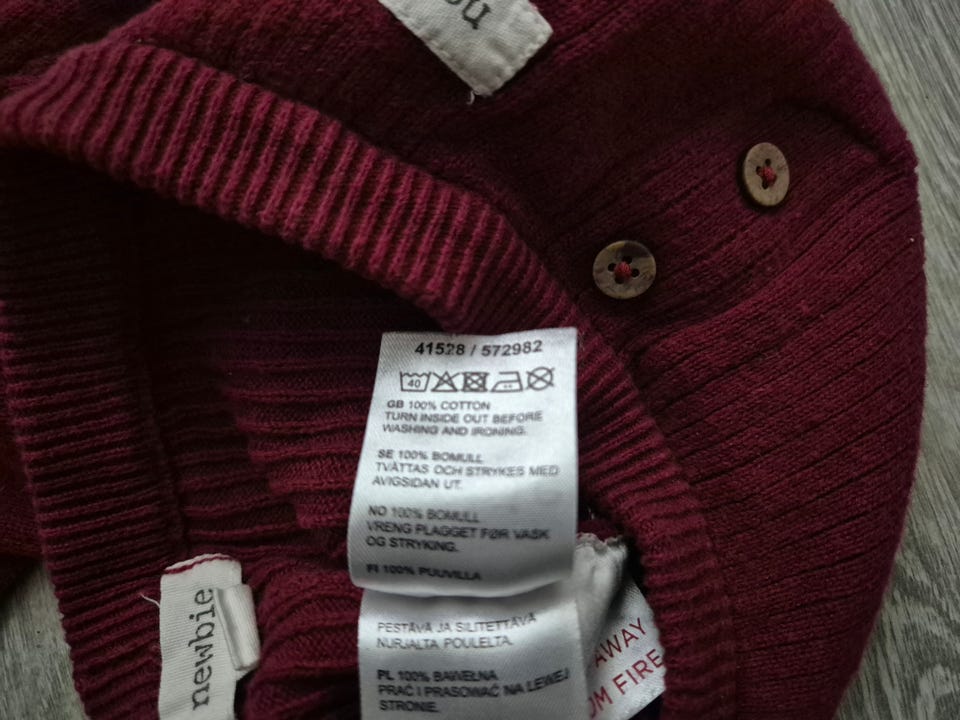 ou
41528 / 572982
40
GB 100% COTTON
TURN INSIDE OUT BEFORE
WASHING AND IRONING.
SE 100% BOMULL
TVÄTTAS OCH STRYKES MED
AVIGSIDAN UT.
NO 100% BOMULL
VRENG PLAGGET FØR VASK
OG STRYKING.
FI 100% PUUVILLA
PESTÄVÄ JA SILITETTÄVÄ
NURJALTA PUOLELTA.
PL 100% BAWEŁNA
PRAĆ I PRASOWAĆ NA LEWEJ
STRONIE.
AWAY
OM FIRE
newbie